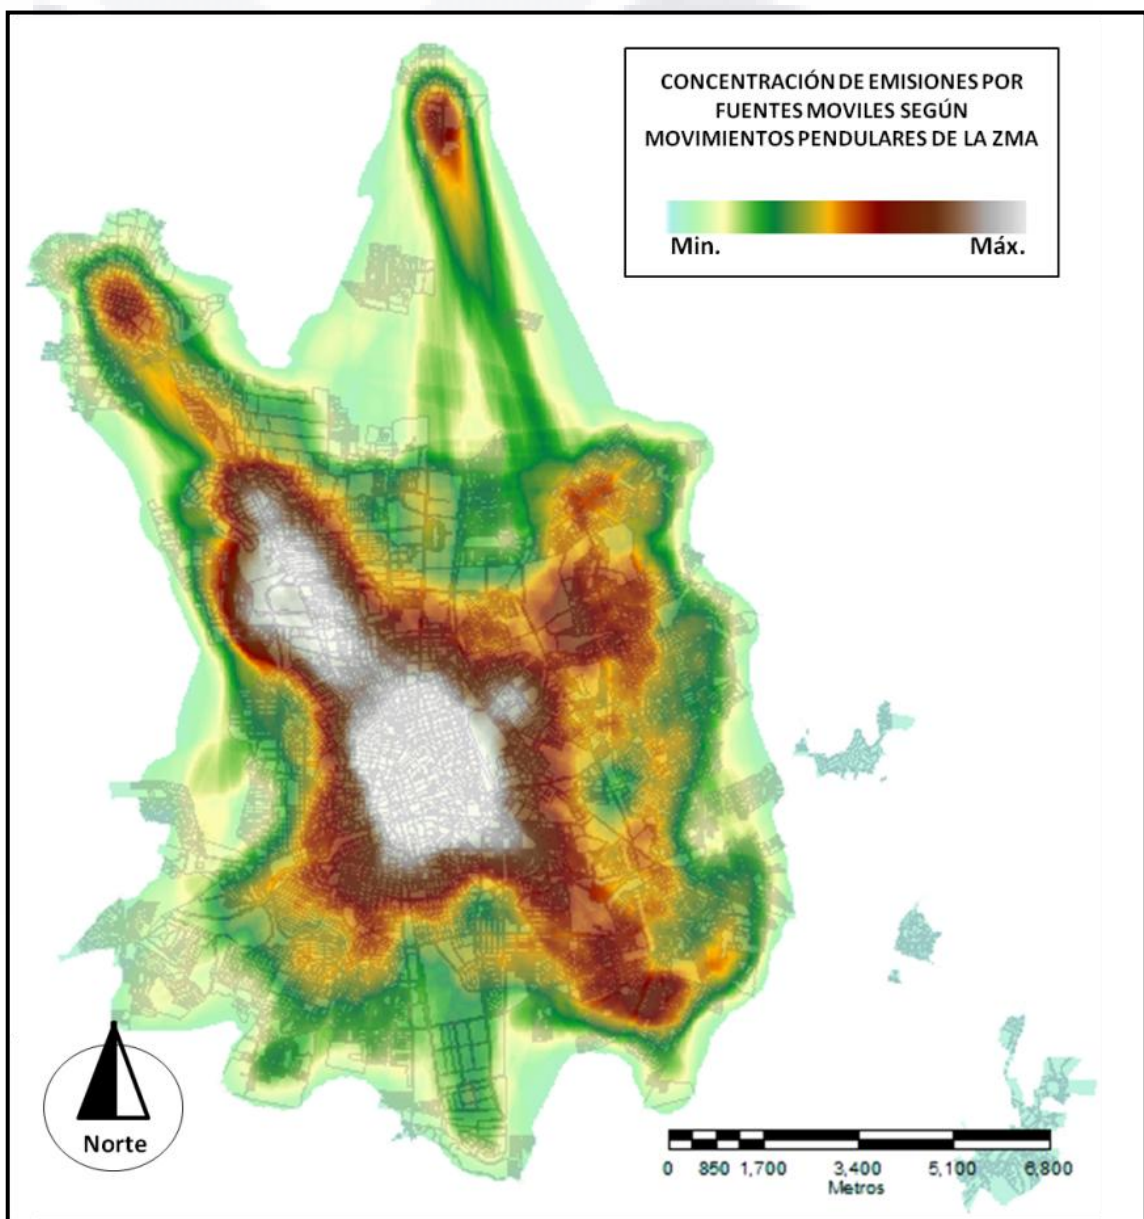 CONCENTRACIÓN DE EMISIONES POR
FUENTES MOVILES SEGÚN
MOVIMIENTOS PENDULARES DE LA ZMA
Min. Máx.
Norte
0 850 1,700 3,400 5,100 6,800
Metros